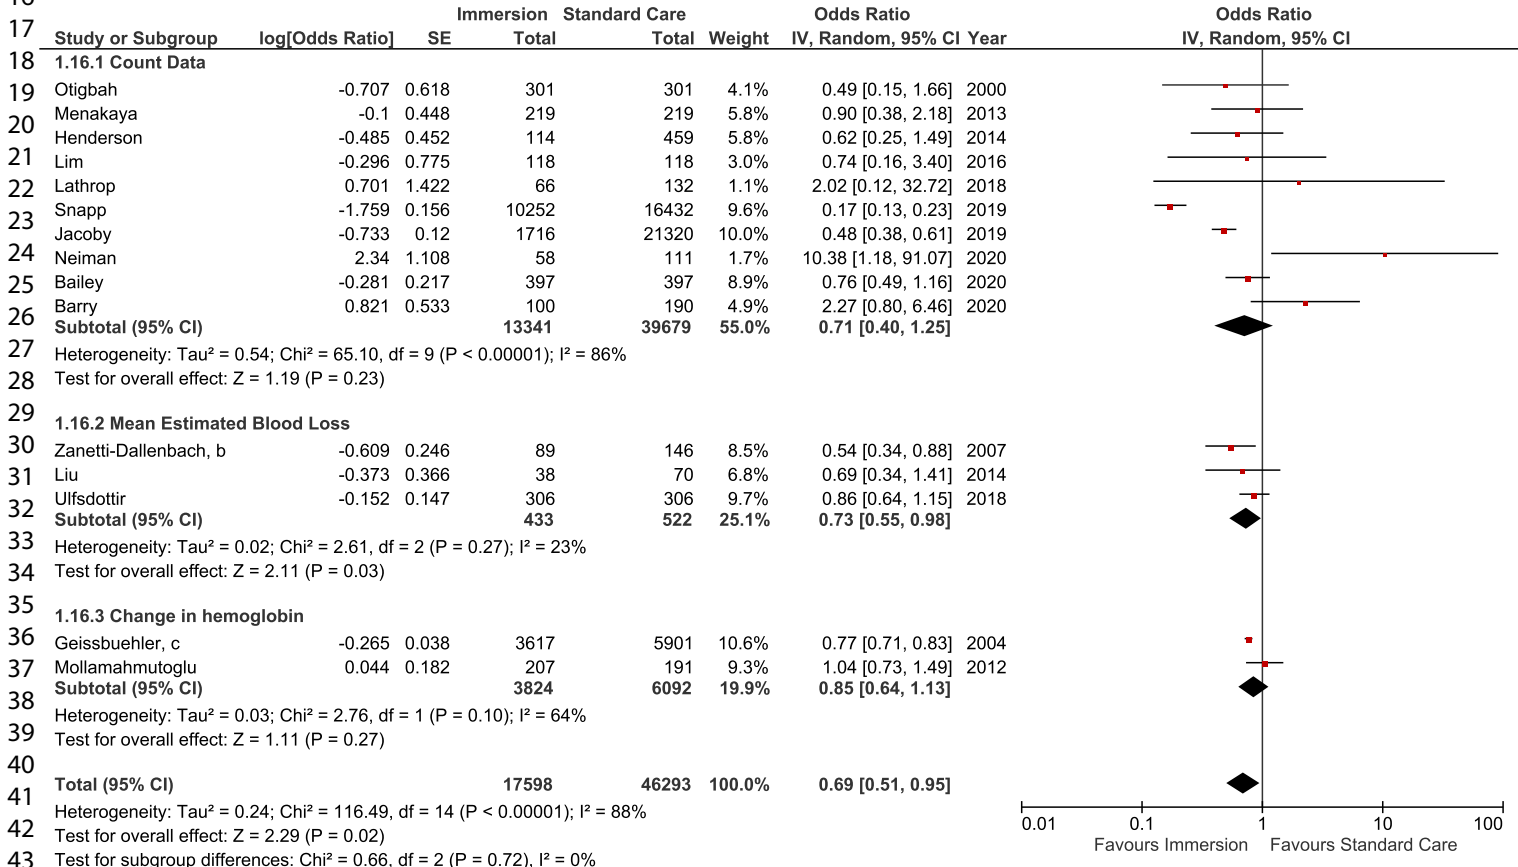 16
Immersion Standard Care Odds Ratio Odds Ratio
17 Study or Subgroup log[Odds Ratio] SE Total Total Weight IV, Random, 95% CI Year IV, Random, 95% CI
18 1.16.1 Count Data
19 Otigbah -0.707 0.618 301 301 4.1% 0.49 [0.15, 1.66] 2000
Menakaya -0.1 0.448 219 219 5.8% 0.90 [0.38, 2.18] 2013
20 Henderson -0.485 0.452 114 459 5.8% 0.62 [0.25, 1.49] 2014
21 Lim -0.296 0.775 118 118 3.0% 0.74 [0.16, 3.40] 2016
22 Lathrop 0.701 1.422 66 132 1.1% 2.02 [0.12, 32.72] 2018
23 Snapp -1.759 0.156 10252 16432 9.6% 0.17 [0.13, 0.23] 2019
Jacoby -0.733 0.12 1716 21320 10.0% 0.48 [0.38, 0.61] 2019
24 Neiman 2.34 1.108 58 111 1.7% 10.38 [1.18, 91.07] 2020
25 Bailey -0.281 0.217 397 397 8.9% 0.76 [0.49, 1.16] 2020
26 Barry 0.821 0.533 100 190 4.9% 2.27 [0.80, 6.46] 2020
Subtotal (95% CI) 13341 39679 55.0% 0.71 [0.40, 1.25]
27 Heterogeneity: Tau² = 0.54; Chi² = 65.10, df = 9 (P < 0.00001); I² = 86%
28 Test for overall effect: Z = 1.19 (P = 0.23)
29 1.16.2 Mean Estimated Blood Loss
30 Zanetti-Dallenbach, b -0.609 0.246 89 146 8.5% 0.54 [0.34, 0.88] 2007
31 Liu -0.373 0.366 38 70 6.8% 0.69 [0.34, 1.41] 2014
32 Ulfsdottir -0.152 0.147 306 306 9.7% 0.86 [0.64, 1.15] 2018
Subtotal (95% CI) 433 522 25.1% 0.73 [0.55, 0.98]
33 Heterogeneity: Tau² = 0.02; Chi² = 2.61, df = 2 (P = 0.27); I² = 23%
34 Test for overall effect: Z = 2.11 (P = 0.03)
35 1.16.3 Change in hemoglobin
36 Geissbuehler, c -0.265 0.038 3617 5901 10.6% 0.77 [0.71, 0.83] 2004
37 Mollamahmutoglu 0.044 0.182 207 191 9.3% 1.04 [0.73, 1.49] 2012
38 Subtotal (95% CI) 3824 6092 19.9% 0.85 [0.64, 1.13]
Heterogeneity: Tau² = 0.03; Chi² = 2.76, df = 1 (P = 0.10); I² = 64%
39 Test for overall effect: Z = 1.11 (P = 0.27)
40 Total (95% CI) 17598 46293 100.0% 0.69 [0.51, 0.95]
41 Heterogeneity: Tau² = 0.24; Chi² = 116.49, df = 14 (P < 0.00001); I² = 88%
0.01 0.1 1 10 100
42 Test for overall effect: Z = 2.29 (P = 0.02)
Favours Immersion Favours Standard Care
43 Test for subgroup differences: Chi² = 0.66, df = 2 (P = 0.72), I² = 0%